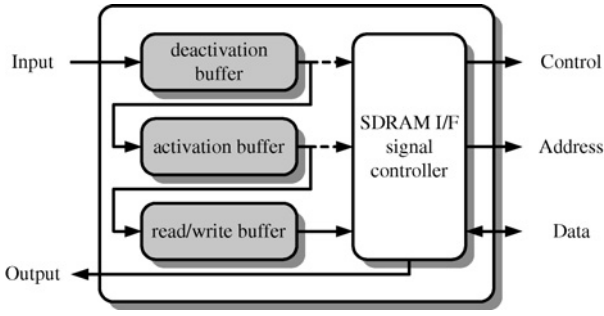 Input
deactivation
buffer
activation buffer
read/write buffer
SDRAM I/F
signal
controller
Control
Address
Data
Output